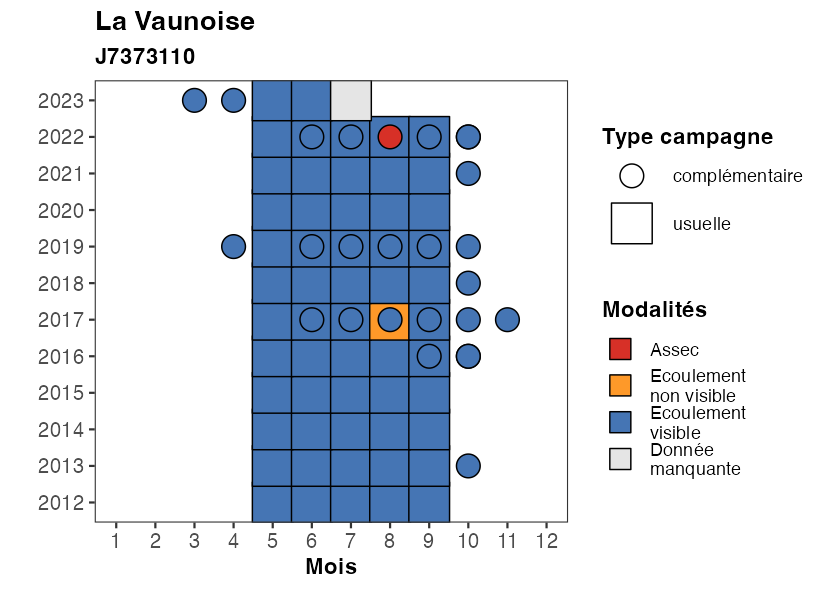 La Vaunoise
J7373110
2023
2022
2021
2020
2019
2018
2017
2016
2015
2014
2013
2012
1 2 3 4 5 6 7 8 9 10 11 12
Mois
Type campagne
complémentaire
usuelle
Modalités
Assec
Ecoulement
non visible
Ecoulement
visible
Donnée
manquante